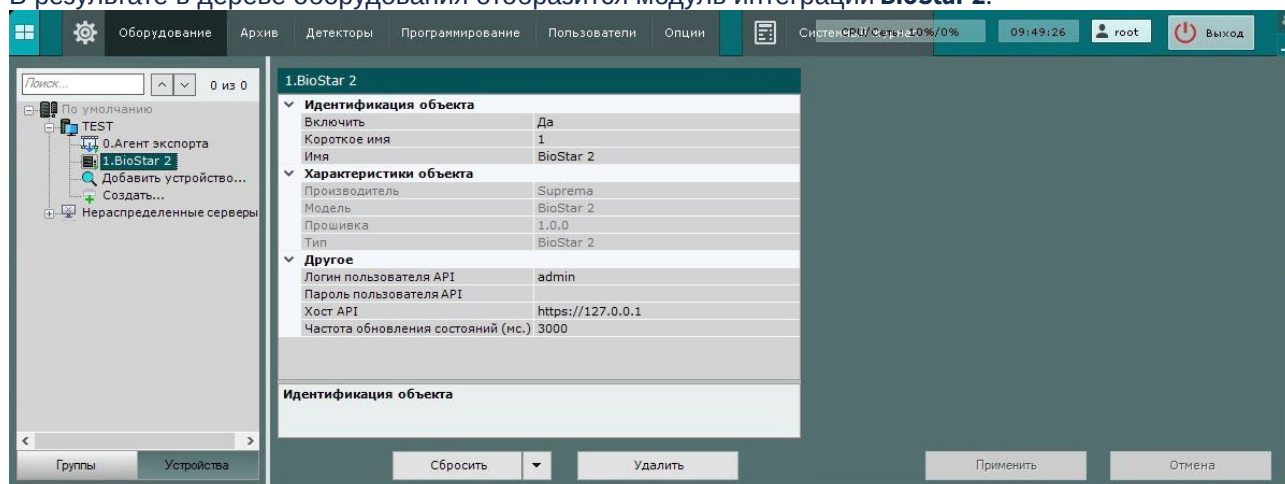 В результате в дереве оборудования отобразится модуль интеграции BioStar 2.
Оборудование Архив Детекторы Программирование Пользователи Опции CPU/Сеть: 10%/0% 09:49:26 root Выход
Поиск... 0 из 0
По умолчанию
TEST
0.Агент экспорта
1.BioStar 2
Добавить устройство...
Создать...
Нераспределенные серверы
1.BioStar 2
Идентификация объекта
Включить Да
Короткое имя 1
Имя BioStar 2
Характеристики объекта
Производитель Suprema
Модель BioStar 2
Прошивка 1.0.0
Тип BioStar 2
Другое
Логин пользователя API admin
Пароль пользователя API
Хост API https://127.0.0.1
Частота обновления состояний (мс.) 3000
Идентификация объекта
Группы Устройства Сбросить Удалить Применить Отмена